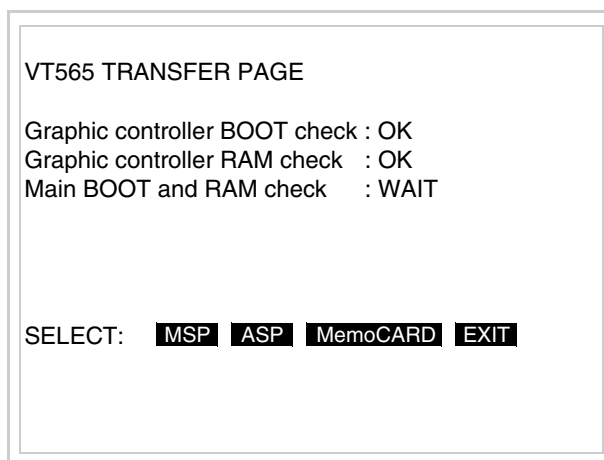 VT565 TRANSFER PAGE
Graphic controller BOOT check : OK
Graphic controller RAM check : OK
Main BOOT and RAM check : WAIT
SELECT: MSP ASP MemoCARD EXIT